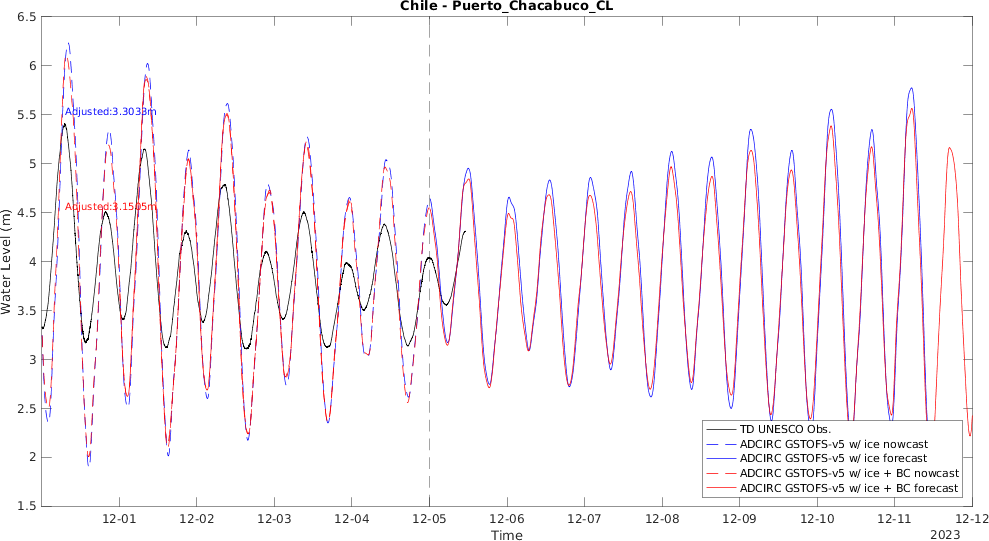 Chile - Puerto_Chacabuco_CL
6.5
6
5.5
5
4.5
4
3.5
3
2.5
2
1.5
Water Level (m)
Adjusted:3.3033m
Adjusted:3.1505m
TD UNESCO Obs.
ADCIRC GSTOFS-v5 w/ ice nowcast
ADCIRC GSTOFS-v5 w/ ice forecast
ADCIRC GSTOFS-v5 w/ ice + BC nowcast
ADCIRC GSTOFS-v5 w/ ice + BC forecast
12-01 12-02 12-03 12-04 12-05 12-06 12-07 12-08 12-09 12-10 12-11 12-12
Time
2023